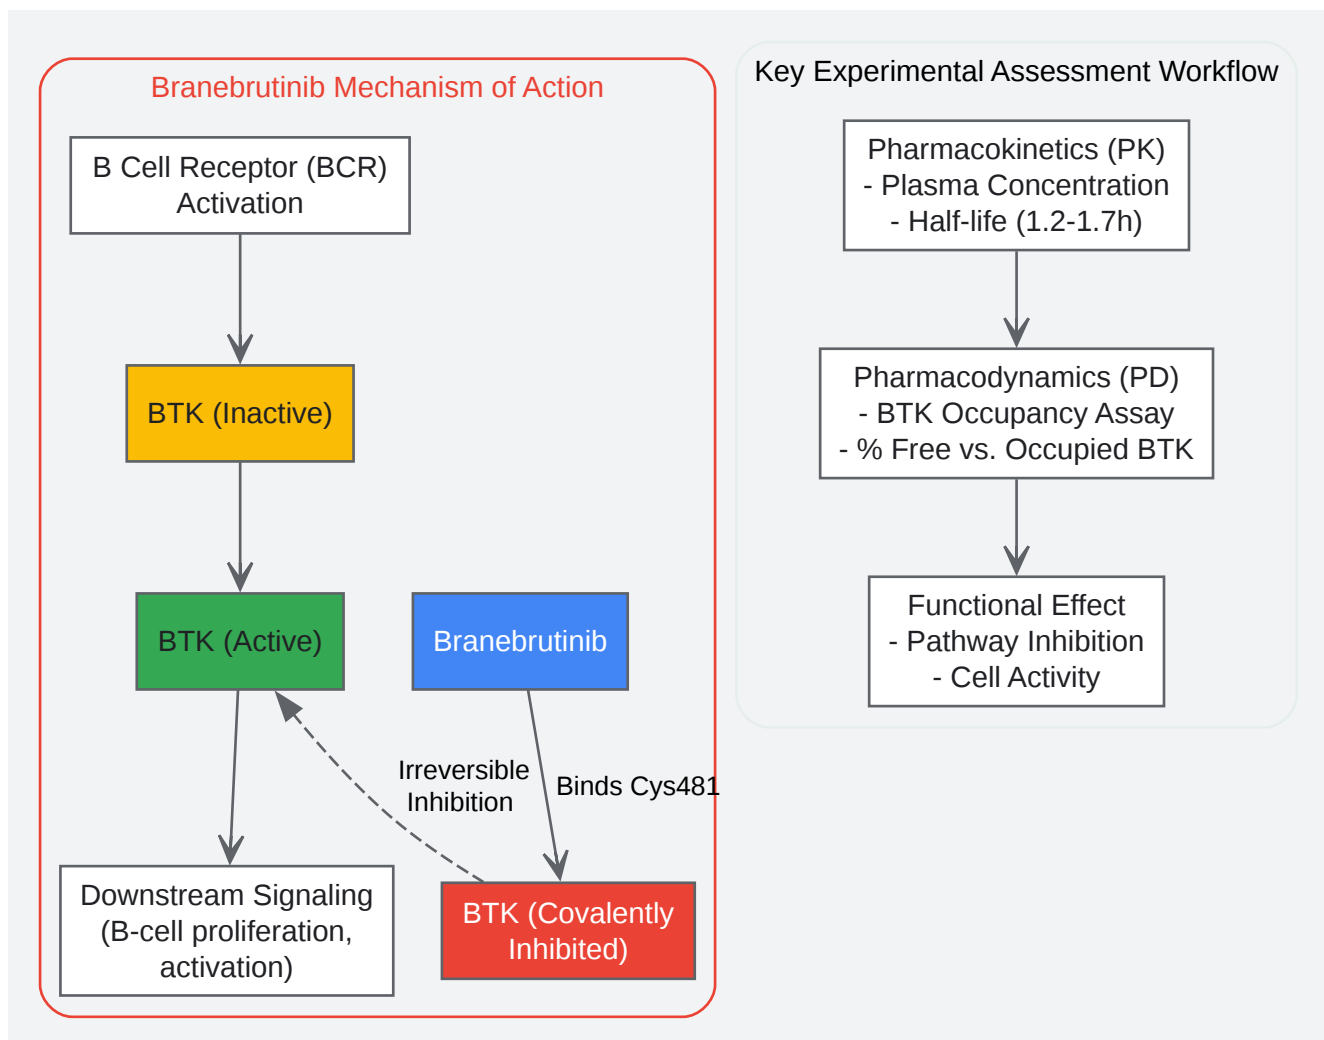 Branebrutinib Mechanism of Action
B Cell Receptor (BCR)
Activation
BTK (Inactive)
BTK (Active)
Branebrutinib
Irreversible
Inhibition
Binds Cys481
Downstream Signaling
(B-cell proliferation,
activation)
BTK (Covalently
Inhibited)
Key Experimental Assessment Workflow
Pharmacokinetics (PK)
- Plasma Concentration
- Half-life (1.2-1.7h)
Pharmacodynamics (PD)
- BTK Occupancy Assay
- % Free vs. Occupied BTK
Functional Effect
- Pathway Inhibition
- Cell Activity